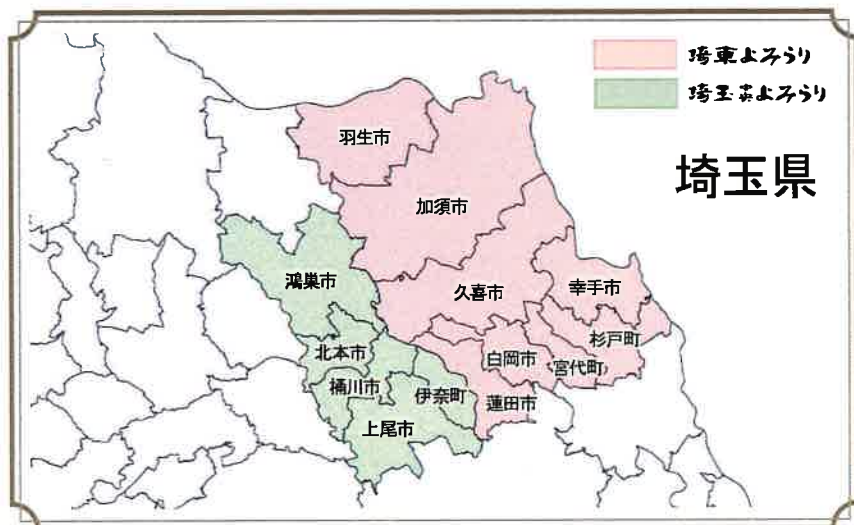 埼東よみうり
埼玉英よみうり
埼玉県
羽生市
加須市
鴻巣市
久喜市
幸手市
杉戸町
北本市
白岡市
宮代町
桶川市
伊奈町
蓮田市
上尾市